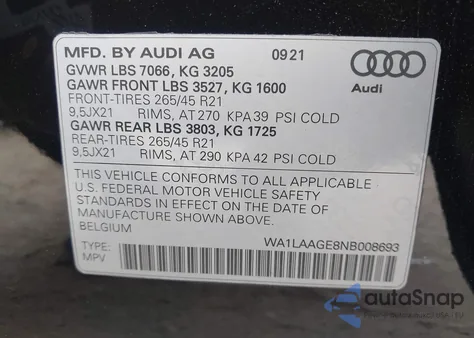 MFD. BY AUDI AG 0921
GVWR LBS 7066, KG 3205
GAWR FRONT LBS 3527, KG 1600
FRONT-TIRES 265/45 R21
9,5JX21 RIMS, AT 270 KPA 39 PSI COLD
GAWR REAR LBS 3803, KG 1725
REAR-TIRES 265/45 R21
9,5JX21 RIMS, AT 290 KPA 42 PSI COLD
Audi
THIS VEHICLE CONFORMS TO ALL APPLICABLE
U.S. FEDERAL MOTOR VEHICLE SAFETY
STANDARDS IN EFFECT ON THE DATE OF
MANUFACTURE SHOWN ABOVE.
BELGIUM
WA1LAAGE8NB008693
TYPE:
MPV
autoSnap